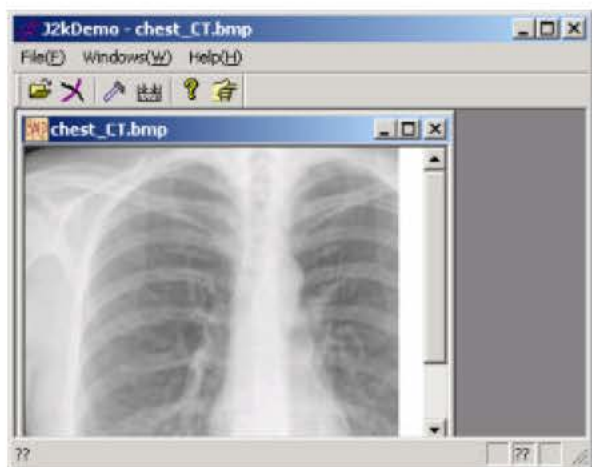 J2kDemo - chest_CT.bmp
File(F) Windows(W) Help(H)
chest_CT.bmp
?? ??